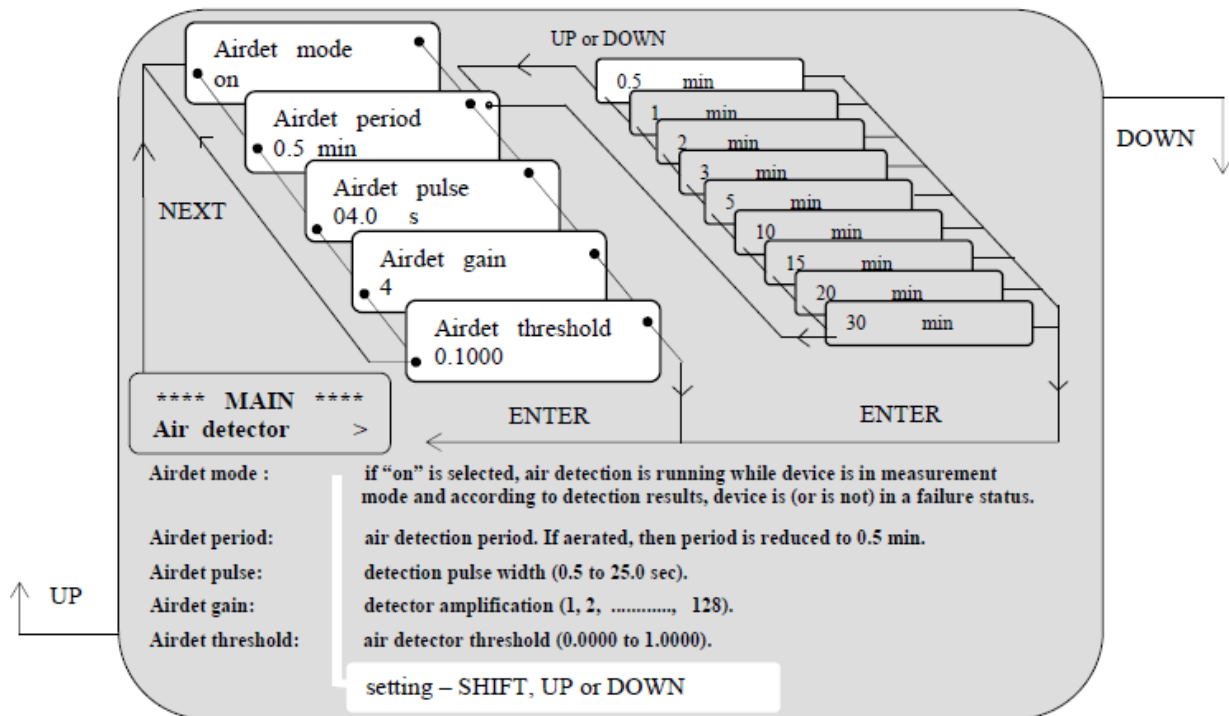 Airdet mode
on
Airdet period
0.5 min
Airdet pulse
04.0 s
Airdet gain
4
Airdet threshold
0.1000
UP or DOWN
0.5 min
1 min
2 min
3 min
5 min
10 min
15 min
20 min
30 min
DOWN
NEXT
ENTER
ENTER
**** MAIN ****
Air detector >
Airdet mode : if “on” is selected, air detection is running while device is in measurement
mode and according to detection results, device is (or is not) in a failure status.
Airdet period: air detection period. If aerated, then period is reduced to 0.5 min.
Airdet pulse: detection pulse width (0.5 to 25.0 sec).
UP
Airdet gain: detector amplification (1, 2, ............, 128).
Airdet threshold: air detector threshold (0.0000 to 1.0000).
setting – SHIFT, UP or DOWN